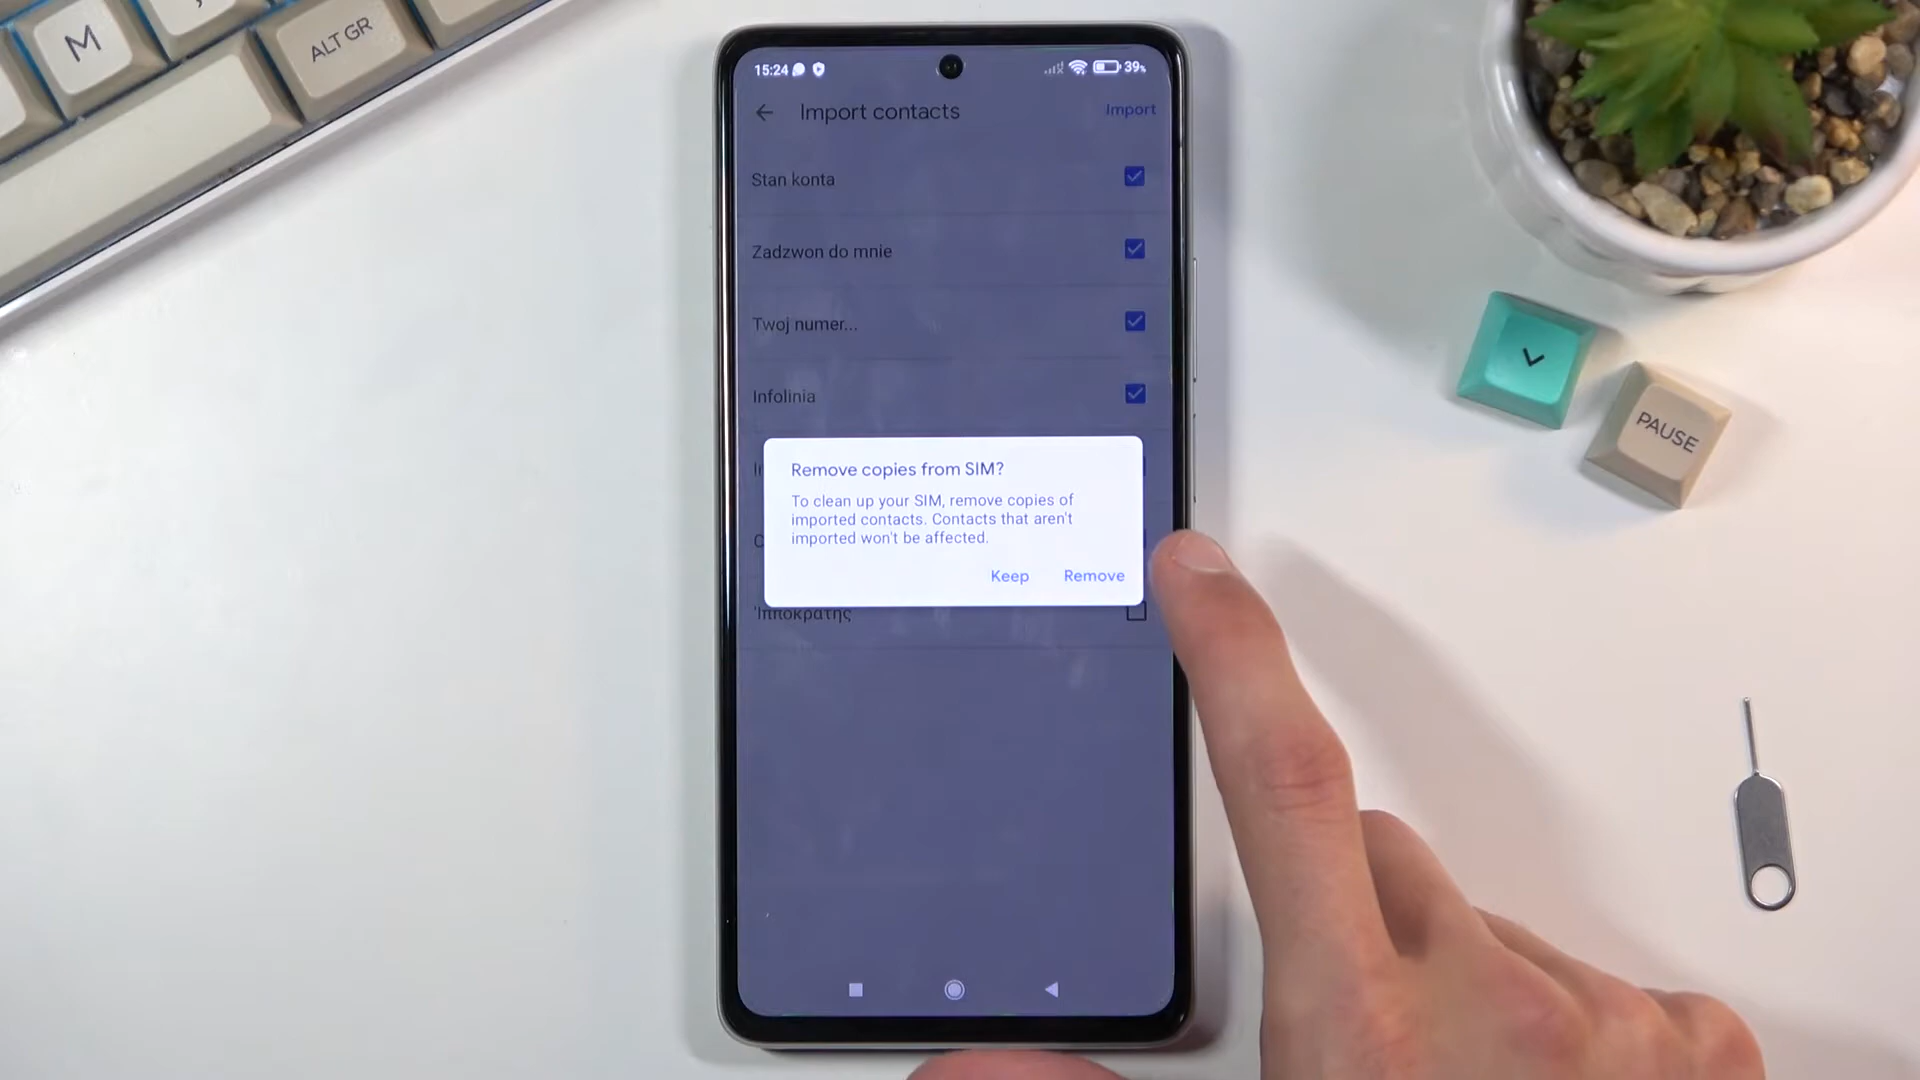 M
ALT GR
15:24
39%
Import contacts
Import
Stan konta
Zadzwon do mnie
Twoj numer...
Infolinia
Remove copies from SIM?
To clean up your SIM, remove copies of
imported contacts. Contacts that aren't
imported won't be affected.
Keep
Remove
Ἱπποκράτης
PAUSE